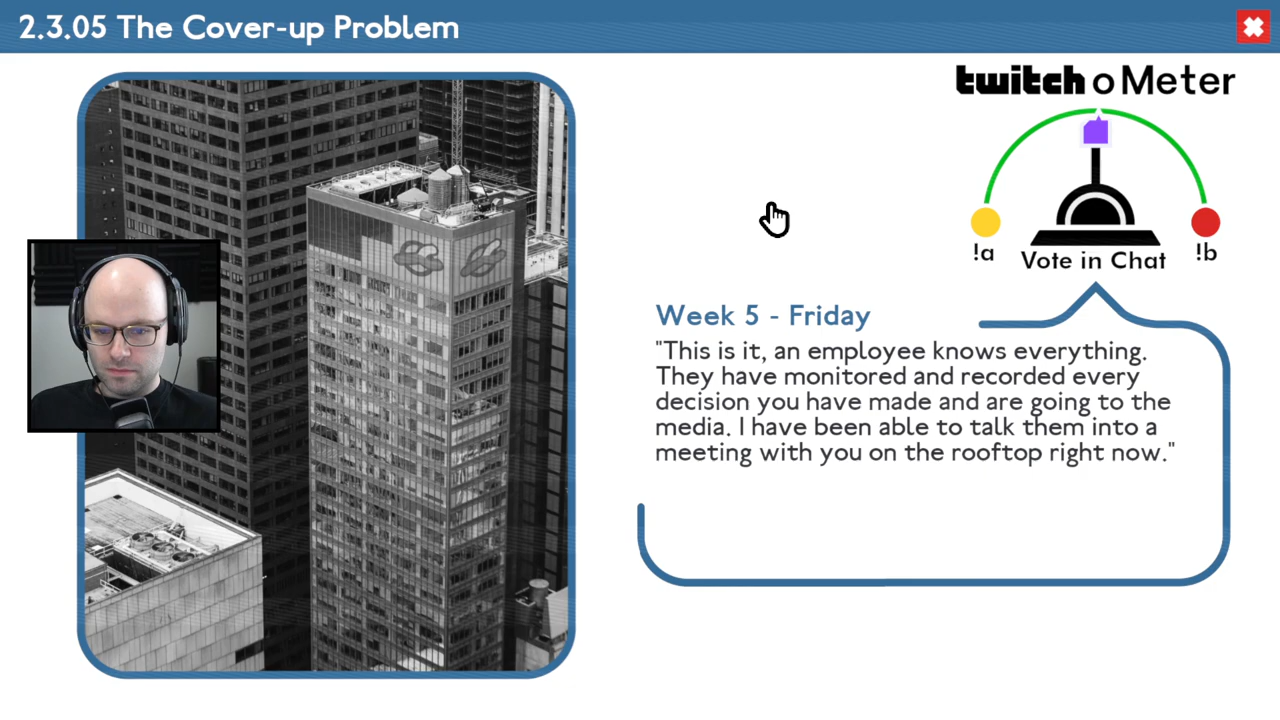 2.3.05 The Cover-up Problem
twitch o Meter
!a
Vote in Chat
!b
Week 5 - Friday
"This is it, an employee knows everything.
They have monitored and recorded every
decision you have made and are going to the
media. I have been able to talk them into a
meeting with you on the rooftop right now."